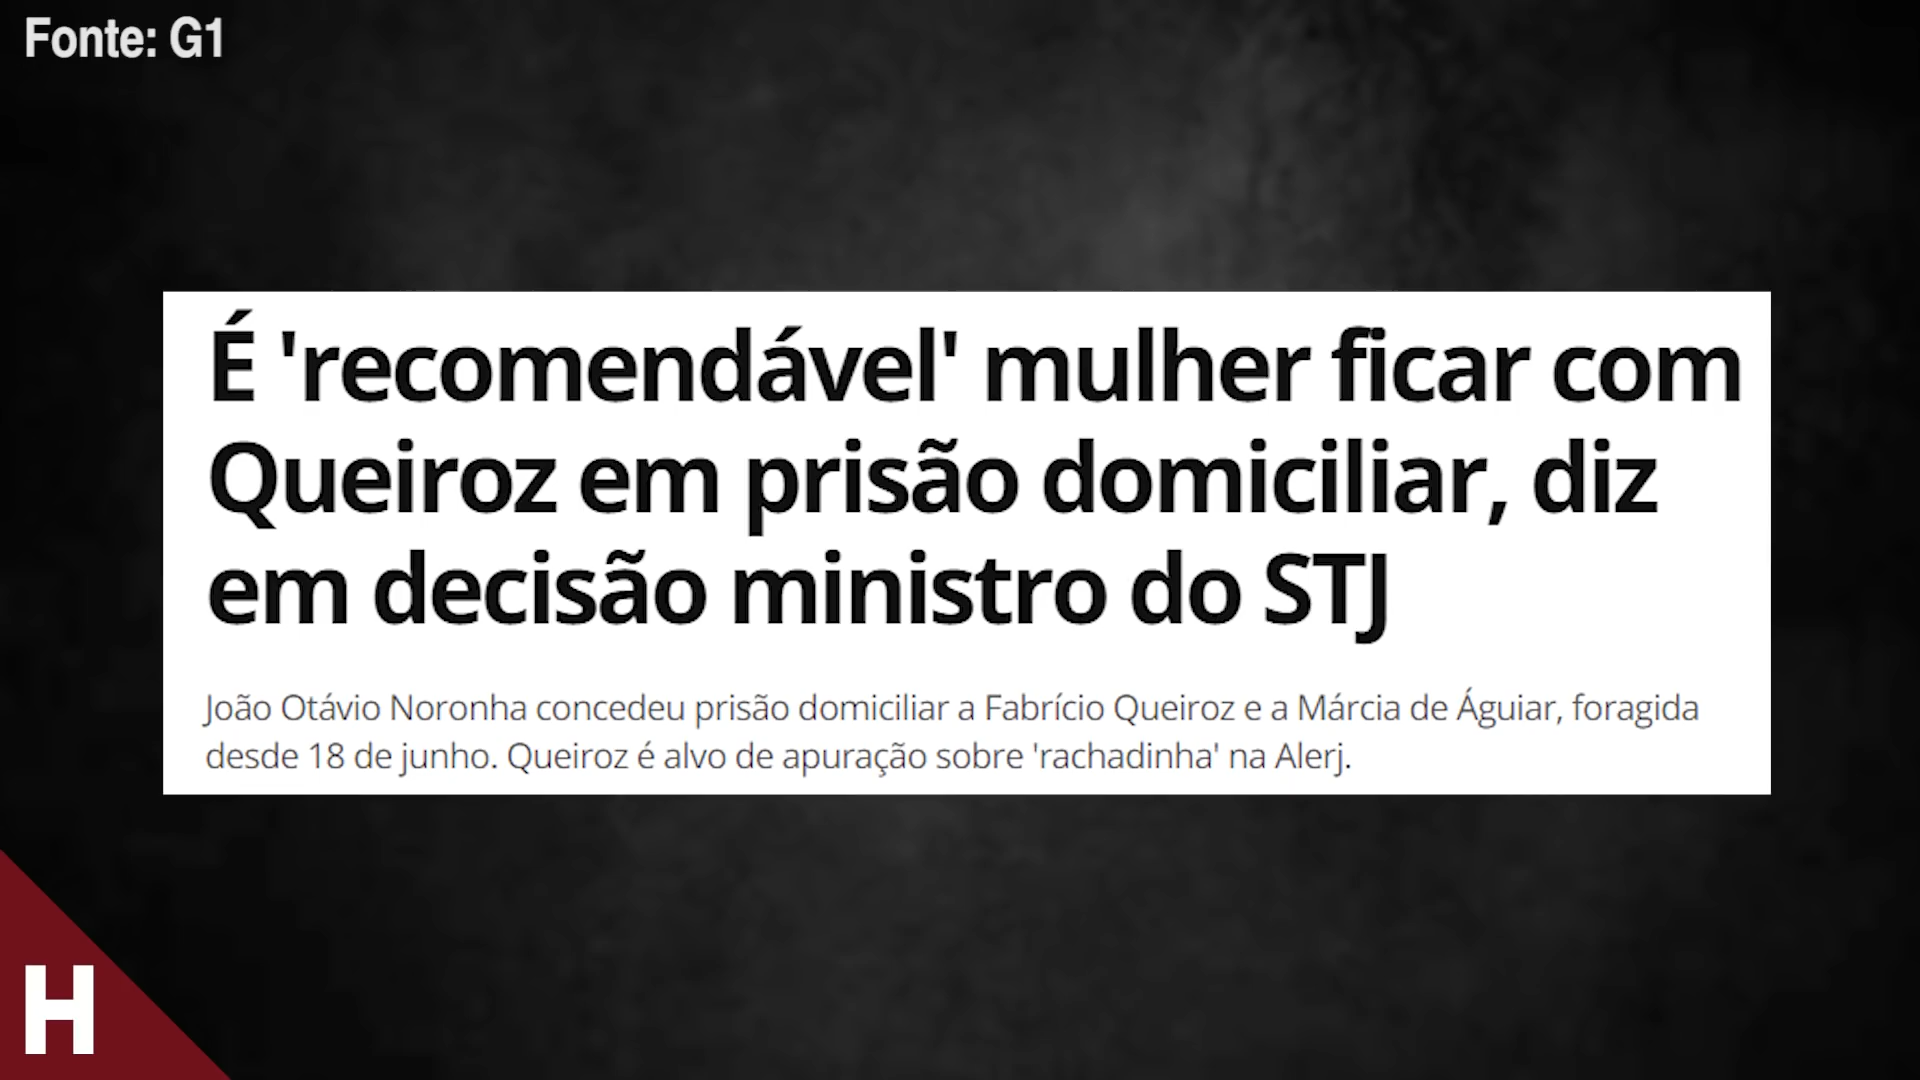 Fonte: G1
É 'recomendável' mulher ficar com
Queiroz em prisão domiciliar, diz
em decisão ministro do STJ
João Otávio Noronha concedeu prisão domiciliar a Fabrício Queiroz e a Márcia de Águiar, foragida
desde 18 de junho. Queiroz é alvo de apuração sobre 'rachadinha' na Alerj.
H